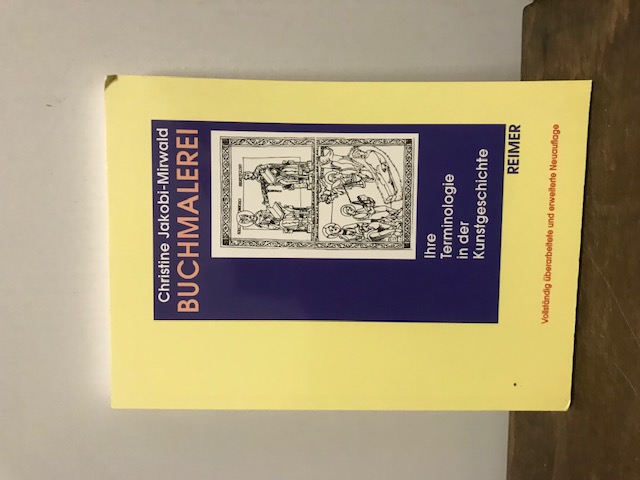 Christine Jakobi-Mirwald
BUCHMALEREI
Ihre
Terminologie
in der
Kunstgeschichte
REIMER
Vollständig überarbeitete und erweiterte Neuauflage